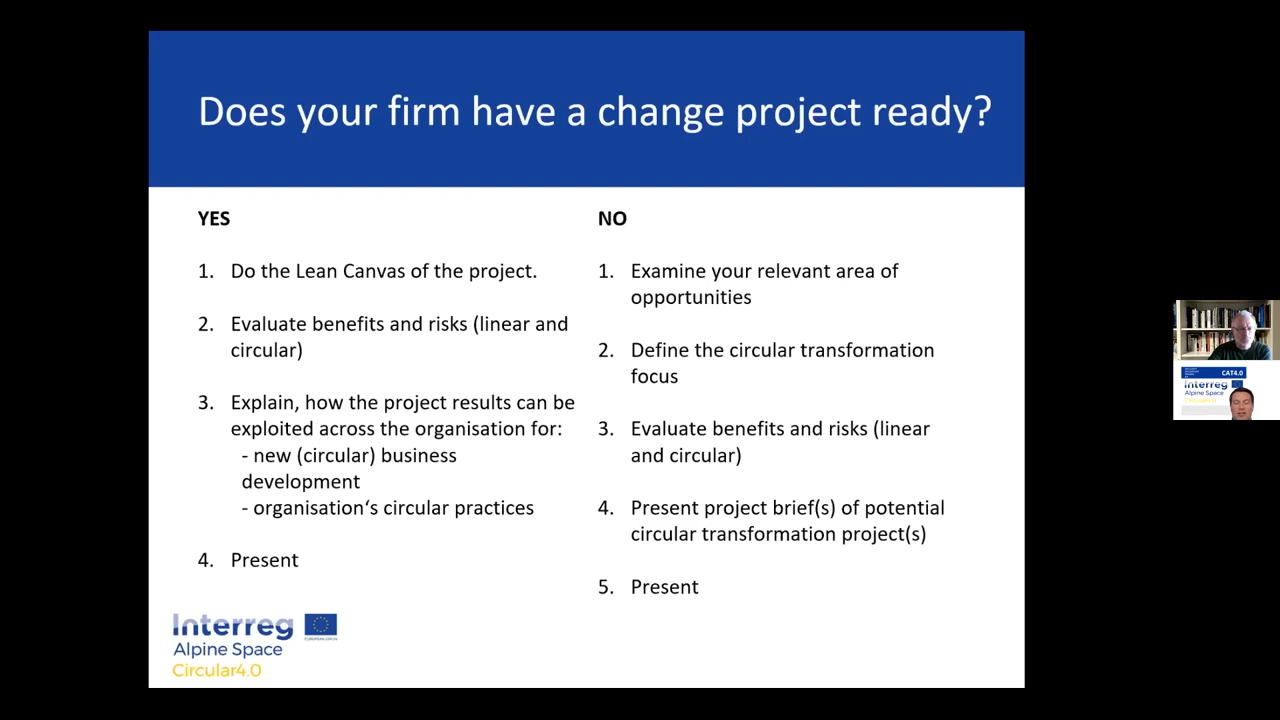 Does your firm have a change project ready?
YES
1. Do the Lean Canvas of the project.
2. Evaluate benefits and risks (linear and
circular)
3. Explain, how the project results can be
exploited across the organisation for:
- new (circular) business
development
- organisation‘s circular practices
4. Present
NO
1. Examine your relevant area of
opportunities
2. Define the circular transformation
focus
3. Evaluate benefits and risks (linear
and circular)
4. Present project brief(s) of potential
circular transformation project(s)
5. Present
Interreg
EUROPEAN UNION
Alpine Space
Circular4.0
CAT4.0
Interreg
Alpine Space
Circular4.0